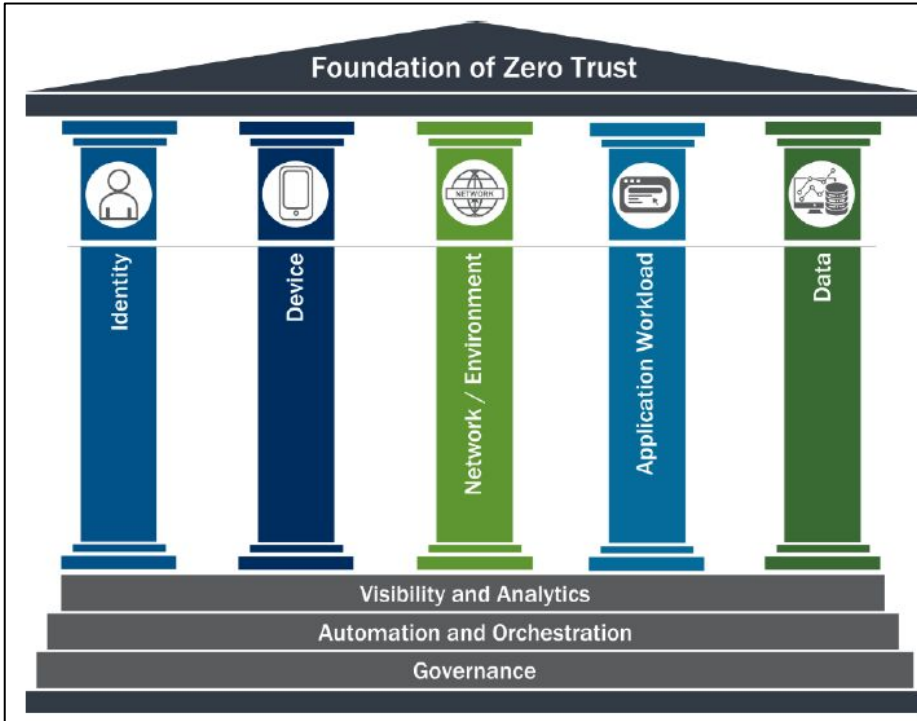 Foundation of Zero Trust
NETWORK
Identity
Device
Network / Environment
Application Workload
Data
Visibility and Analytics
Automation and Orchestration
Governance